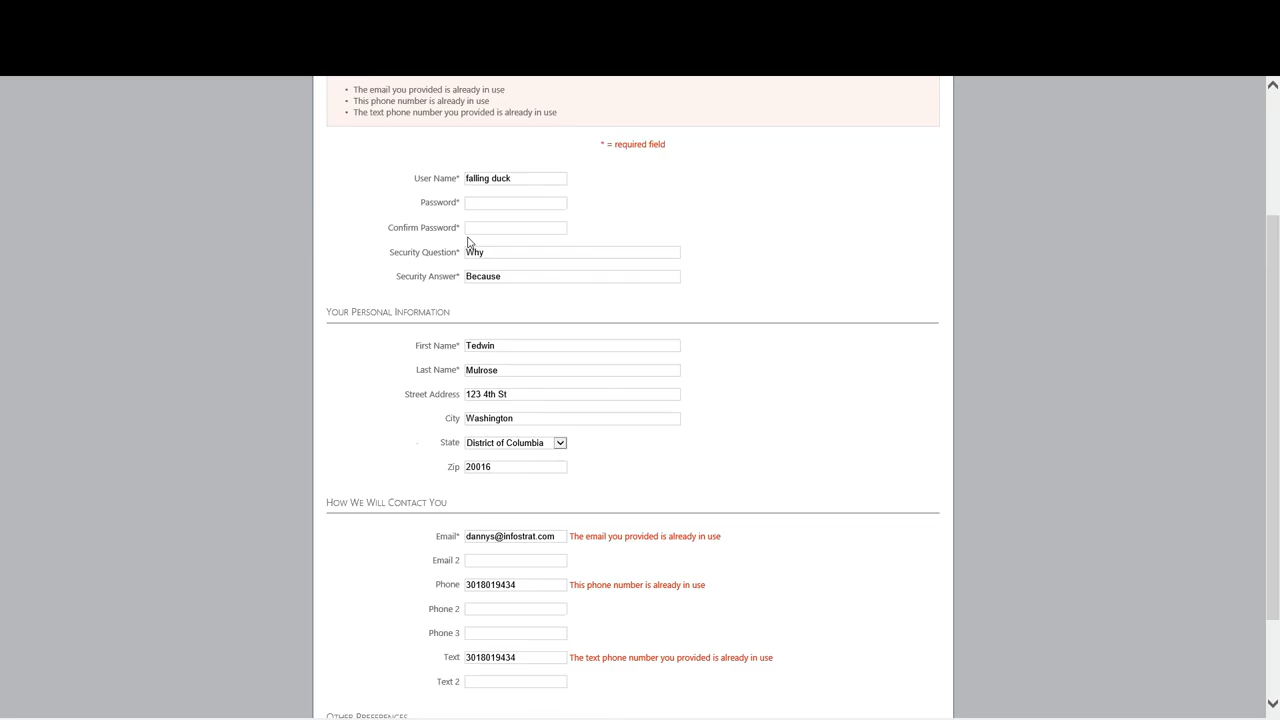 • The email you provided is already in use
• This phone number is already in use
• The text phone number you provided is already in use
* = required field
User Name* falling duck
Password*
Confirm Password*
Security Question* Why
Security Answer* Because
Your Personal Information
First Name* Tedwin
Last Name* Mulrose
Street Address 123 4th St
City Washington
State District of Columbia
Zip 20016
How We Will Contact You
Email* dannys@infostrat.com The email you provided is already in use
Email 2
Phone 3018019434 This phone number is already in use
Phone 2
Phone 3
Text 3018019434 The text phone number you provided is already in use
Text 2
Other Preferences